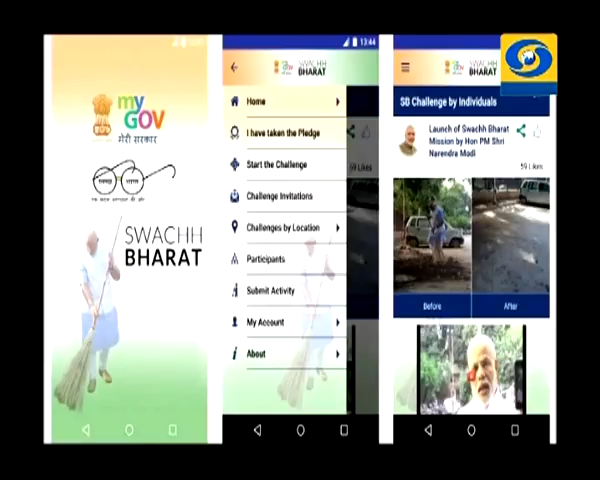 my
GOV
मेरी सरकार
SWACHH
BHARAT
13:44
SWACHH
BHARAT
Home
I have taken the Pledge
Start the Challenge
Challenge Invitations
Challenges by Location
Participants
Submit Activity
My Account
About
59 Likes
SWACHH
BHARAT
SB Challenge by Individuals
Launch of Swachh Bharat
Mission by Hon PM Shri
Narendra Modi
59 Likes
Before
After